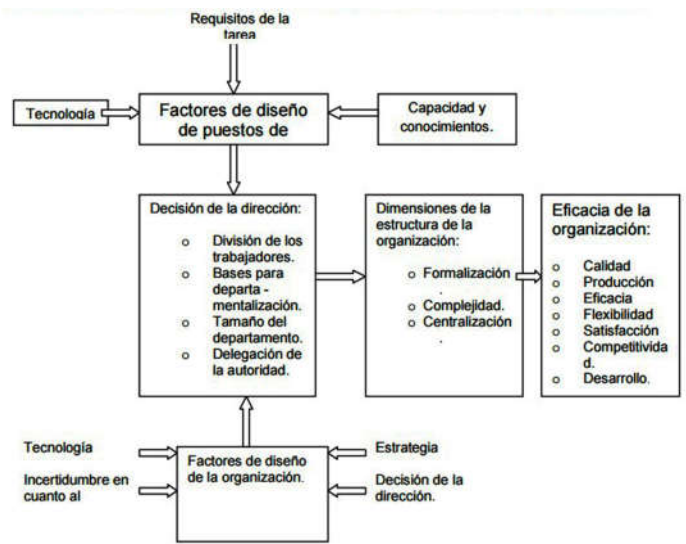 Requisitos de la
tarea
Tecnología
Factores de diseño
de puestos de
Capacidad y
conocimientos.
Decisión de la dirección:
o División de los
trabajadores.
o Bases para
departa -
mentalización.
o Tamaño del
departamento.
o Delegación de
la autoridad.
Dimensiones de la
estructura de la
organización:
o Formalización
.
o Complejidad.
o Centralización
.
Eficacia de la
organización:
o Calidad
o Producción
o Eficacia
o Flexibilidad
o Satisfacción
o Competitivida
d.
o Desarrollo.
Tecnología
Incertidumbre en
cuanto al
Factores de diseño
de la organización.
Estrategia
Decisión de la
dirección.